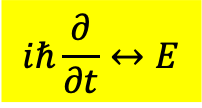 iħ ∂/∂t ↔ E